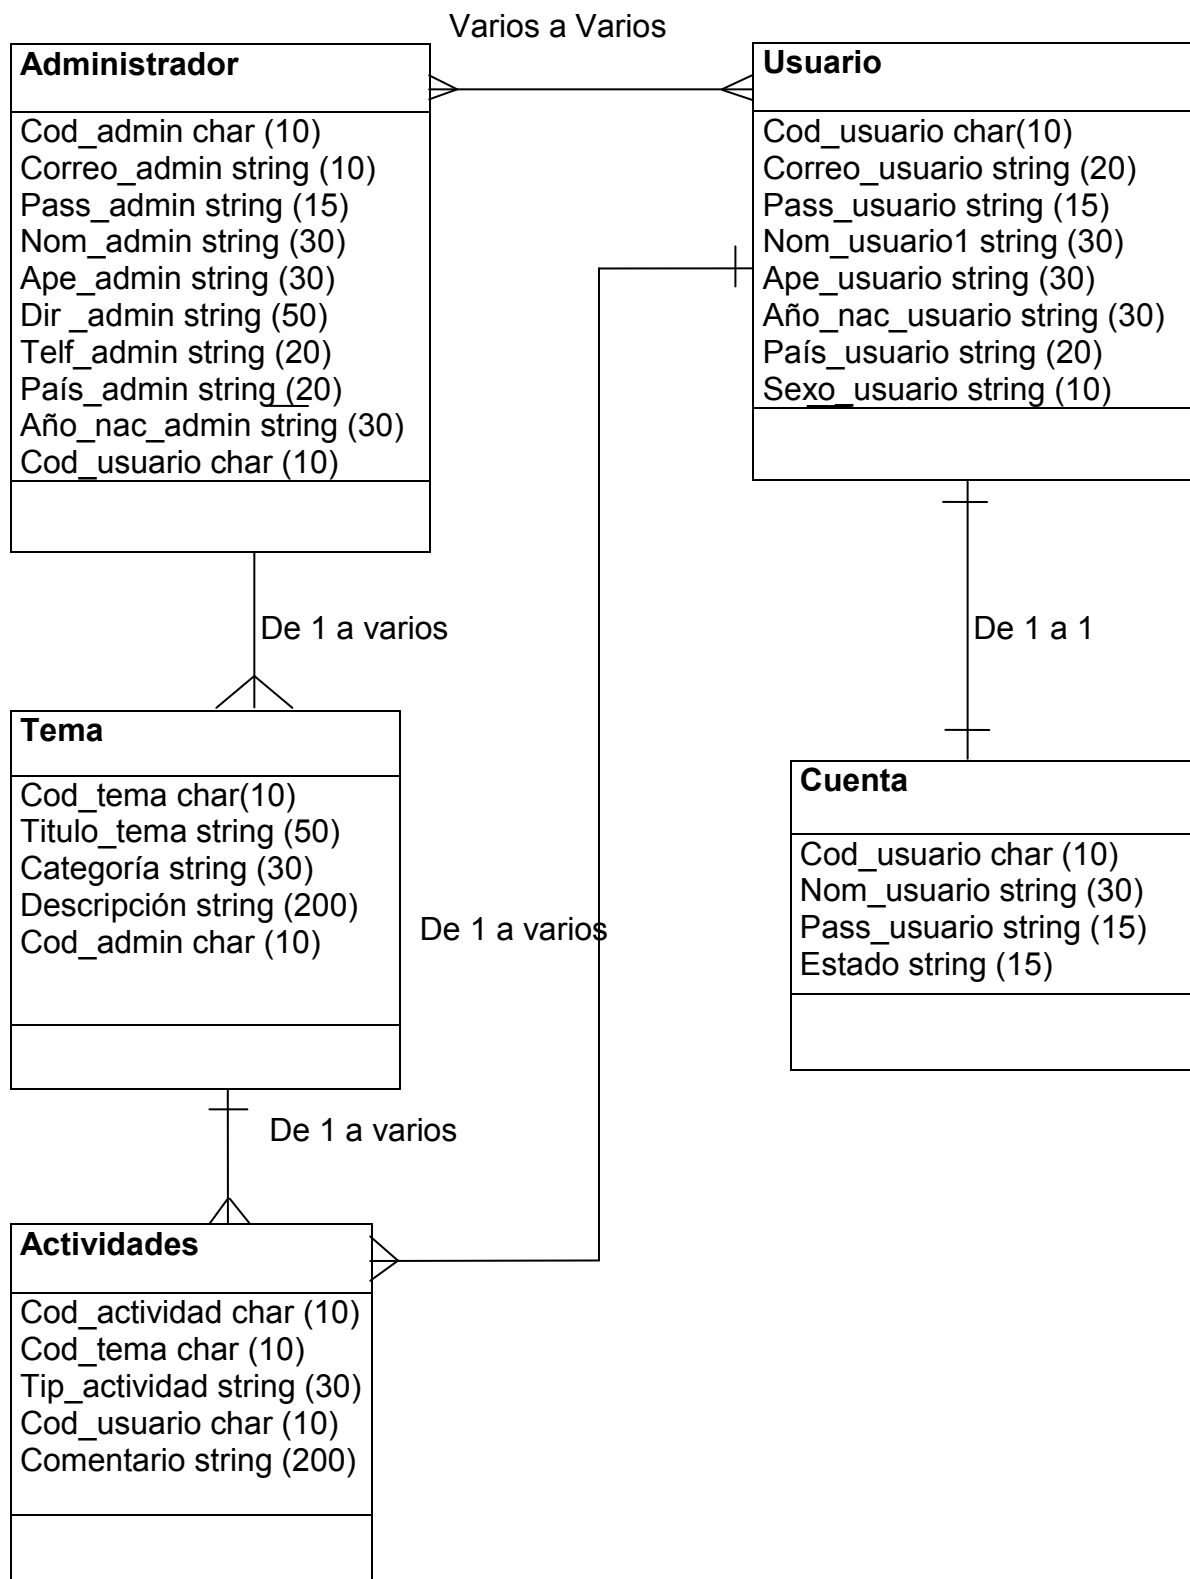 Varios a Varios
Administrador
Cod_admin char (10)
Correo_admin string (10)
Pass_admin string (15)
Nom_admin string (30)
Ape_admin string (30)
Dir _admin string (50)
Telf_admin string (20)
País_admin string (20)
Año_nac_admin string (30)
Cod_usuario char (10)
Usuario
Cod_usuario char(10)
Correo_usuario string (20)
Pass_usuario string (15)
Nom_usuario1 string (30)
Ape_usuario string (30)
Año_nac_usuario string (30)
País_usuario string (20)
Sexo_usuario string (10)
De 1 a varios
De 1 a 1
Tema
Cod_tema char(10)
Titulo_tema string (50)
Categoría string (30)
Descripción string (200)
Cod_admin char (10)
De 1 a varios
Cuenta
Cod_usuario char (10)
Nom_usuario string (30)
Pass_usuario string (15)
Estado string (15)
De 1 a varios
Actividades
Cod_actividad char (10)
Cod_tema char (10)
Tip_actividad string (30)
Cod_usuario char (10)
Comentario string (200)